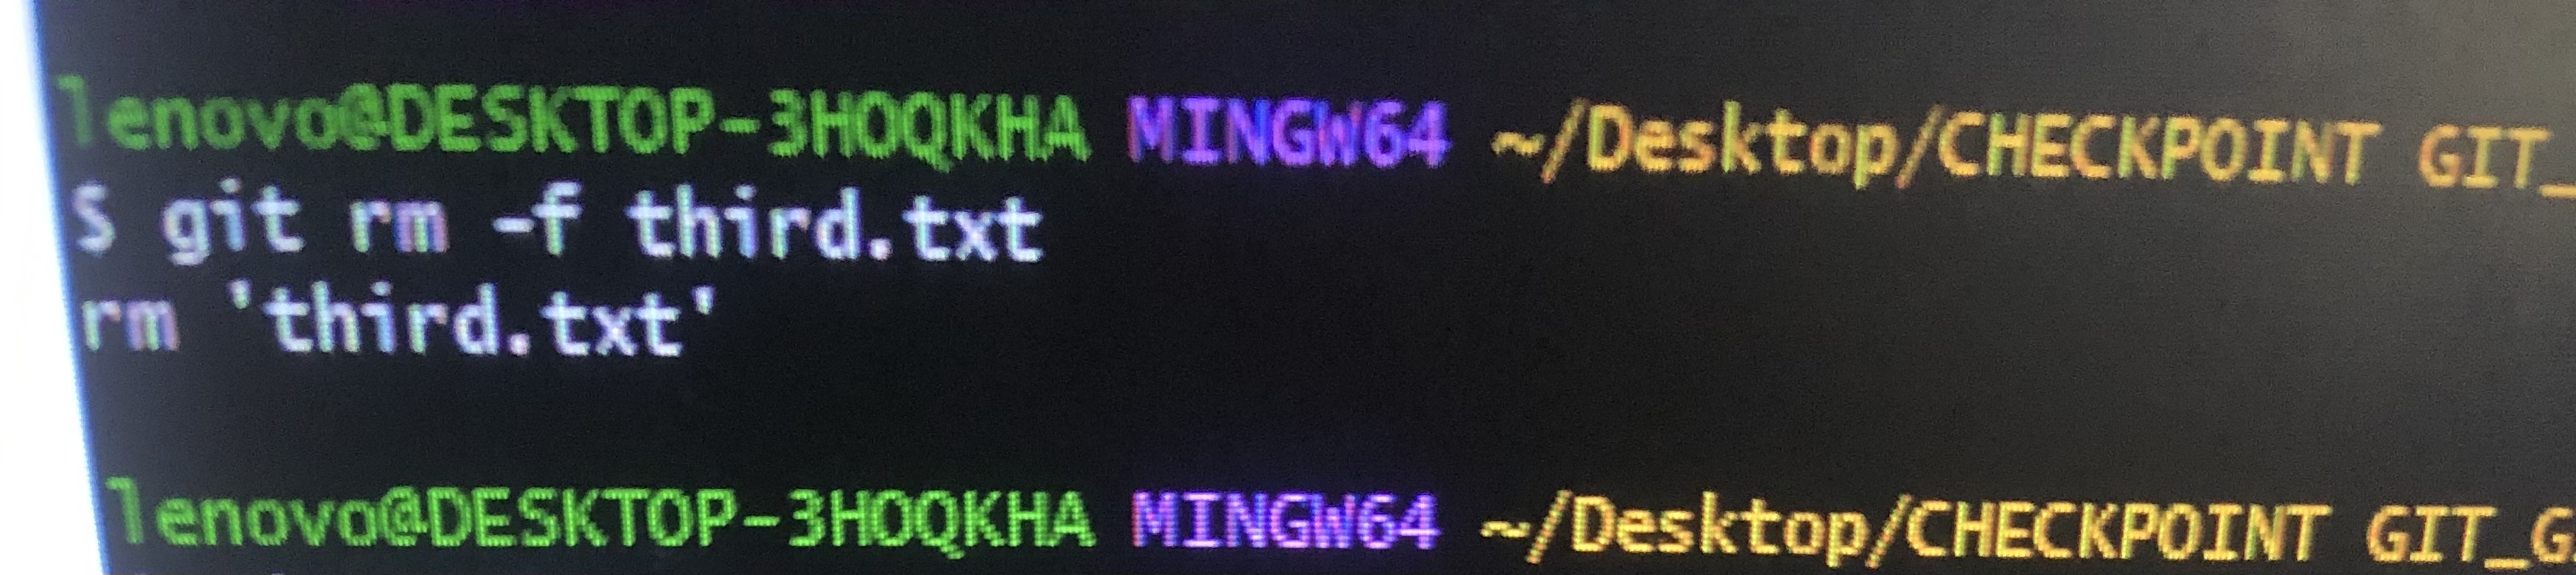 lenovo@DESKTOP-3HOQKHA MINGW64 ~/Desktop/CHECKPOINT GIT_
$ git rm -f third.txt
rm 'third.txt'
lenovo@DESKTOP-3HOQKHA MINGW64 ~/Desktop/CHECKPOINT GIT_G